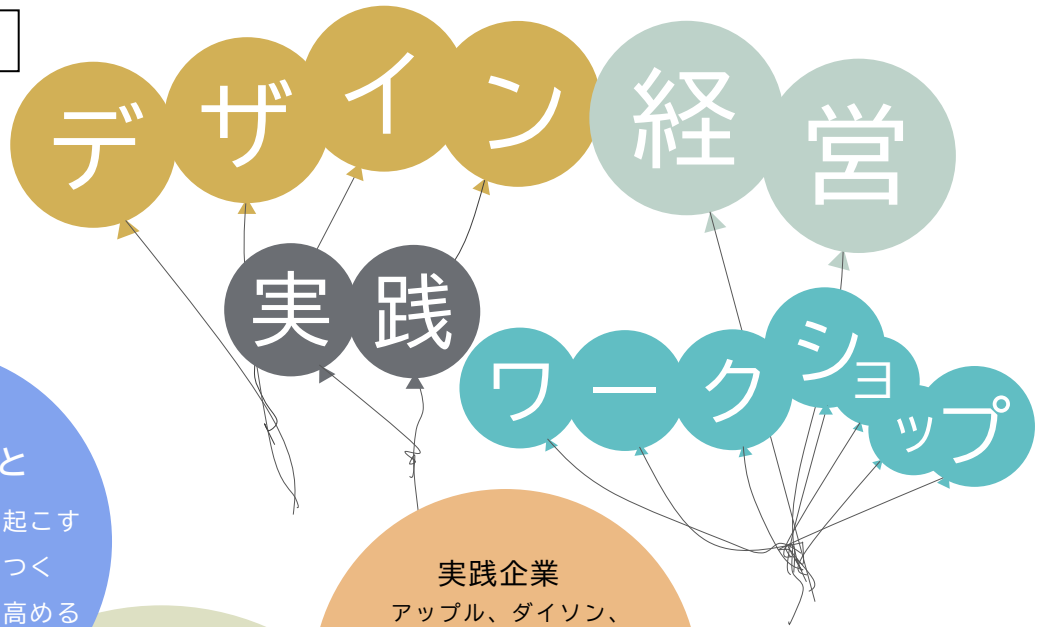 デザイン経営
実践
ワークショップ
と
起こす
つく
高める
実践企業
アップル、ダイソン、